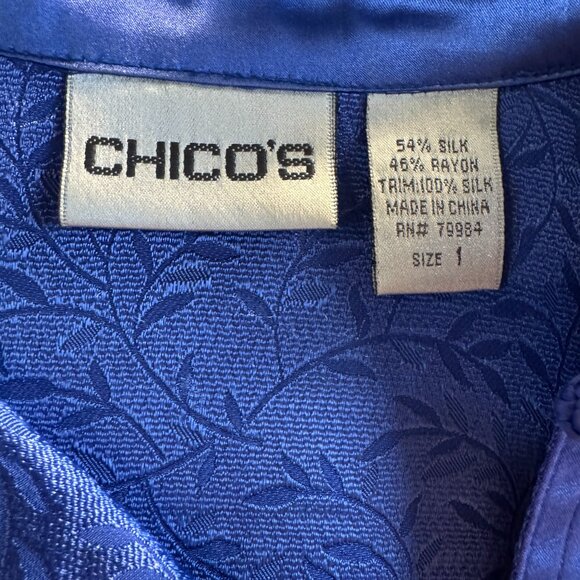 CHICO'S
54% SILK
46% RAYON
TRIM:100% SILK
MADE IN CHINA
RN# 79984
SIZE 1